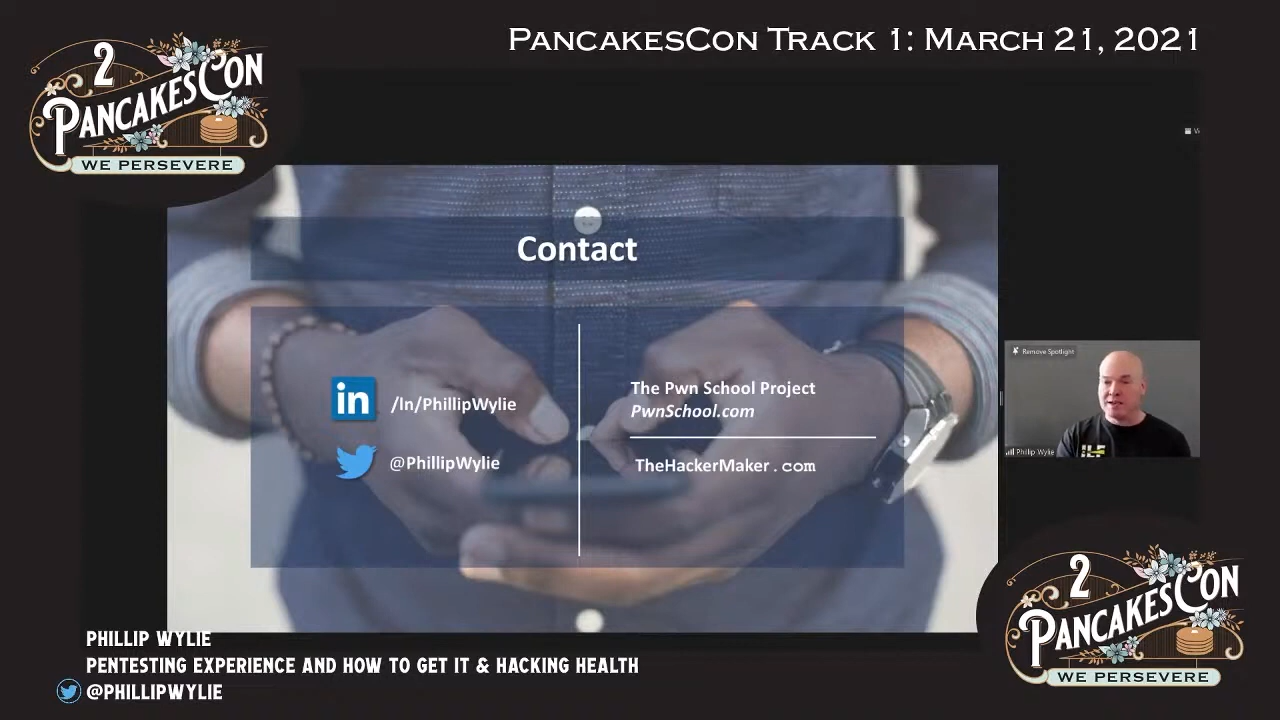 PancakesCon Track 1: March 21, 2021
2
PancakesCon
WE PERSEVERE
Contact
/In/PhillipWylie
@PhillipWylie
The Pwn School Project
PwnSchool.com
TheHackerMaker.com
Remove Spotlight
Phillip Wylie
PHILLIP WYLIE
PENTESTING EXPERIENCE AND HOW TO GET IT & HACKING HEALTH
@PHILLIPWYLIE
2
PancakesCon
WE PERSEVERE